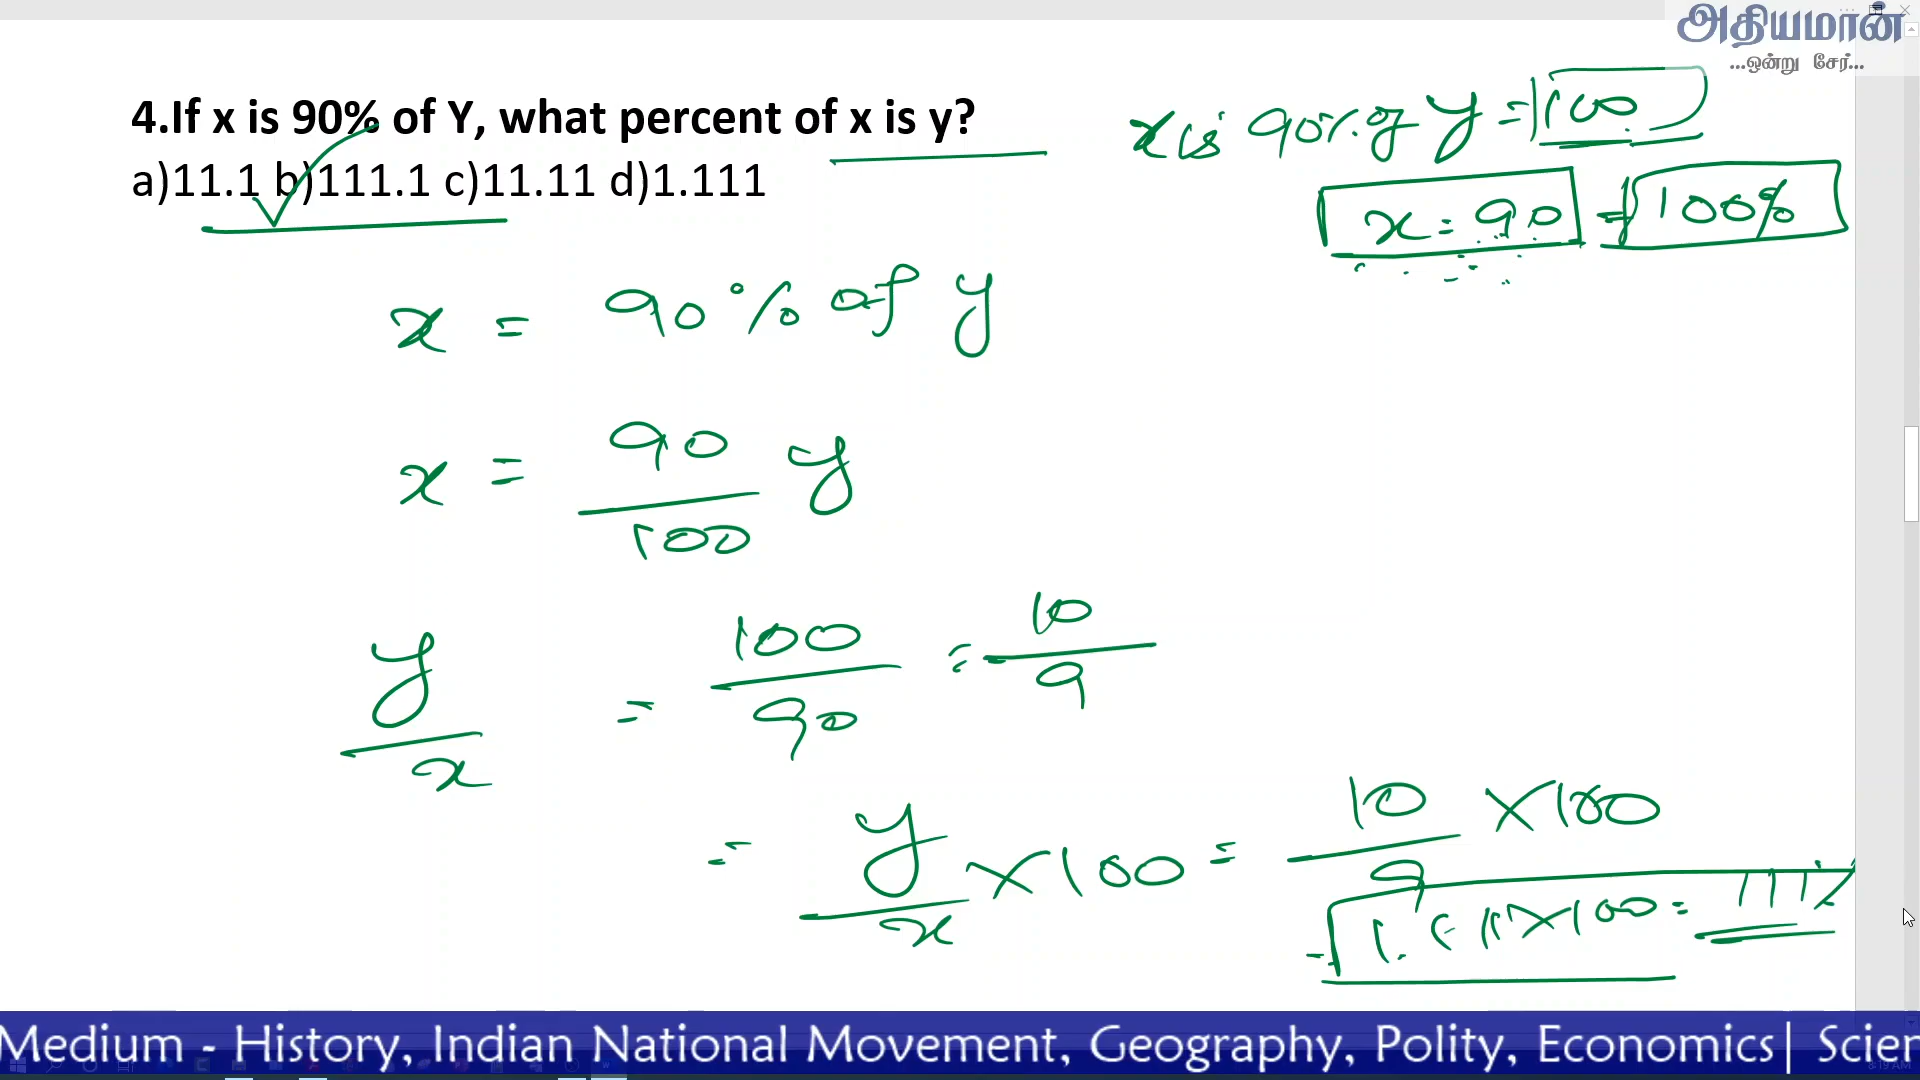 அதியமான்
...ஒன்று சேர்...
4.If x is 90% of Y, what percent of x is y?
a)11.1 b)111.1 c)11.11 d)1.111
x is 90% of y = 100
x = 90 = 100%
x = 90% of y
x = 90/100 y
y/x = 100/90 = 10/9
= y/x × 100 = 10/9 × 100
= 1.111 × 100 = 111%
Medium - History, Indian National Movement, Geography, Polity, Economics| Scien